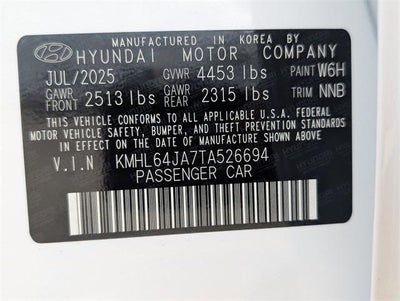 MANUFACTURED IN KOREA BY
HYUNDAI MOTOR COMPANY
JUL/2025 GVWR 4453 lbs PAINT W6H
GAWR FRONT 2513 lbs GAWR REAR 2315 lbs TRIM NNB
THIS VEHICLE CONFORMS TO ALL APPLICABLE U.S.A. FEDERAL
MOTOR VEHICLE SAFETY, BUMPER, AND THEFT PREVENTION
STANDARDS IN EFFECT ON THE DATE OF MANUFACTURE SHOWN ABOVE.
V.I.N KMHL64JA7TA526694
PASSENGER CAR